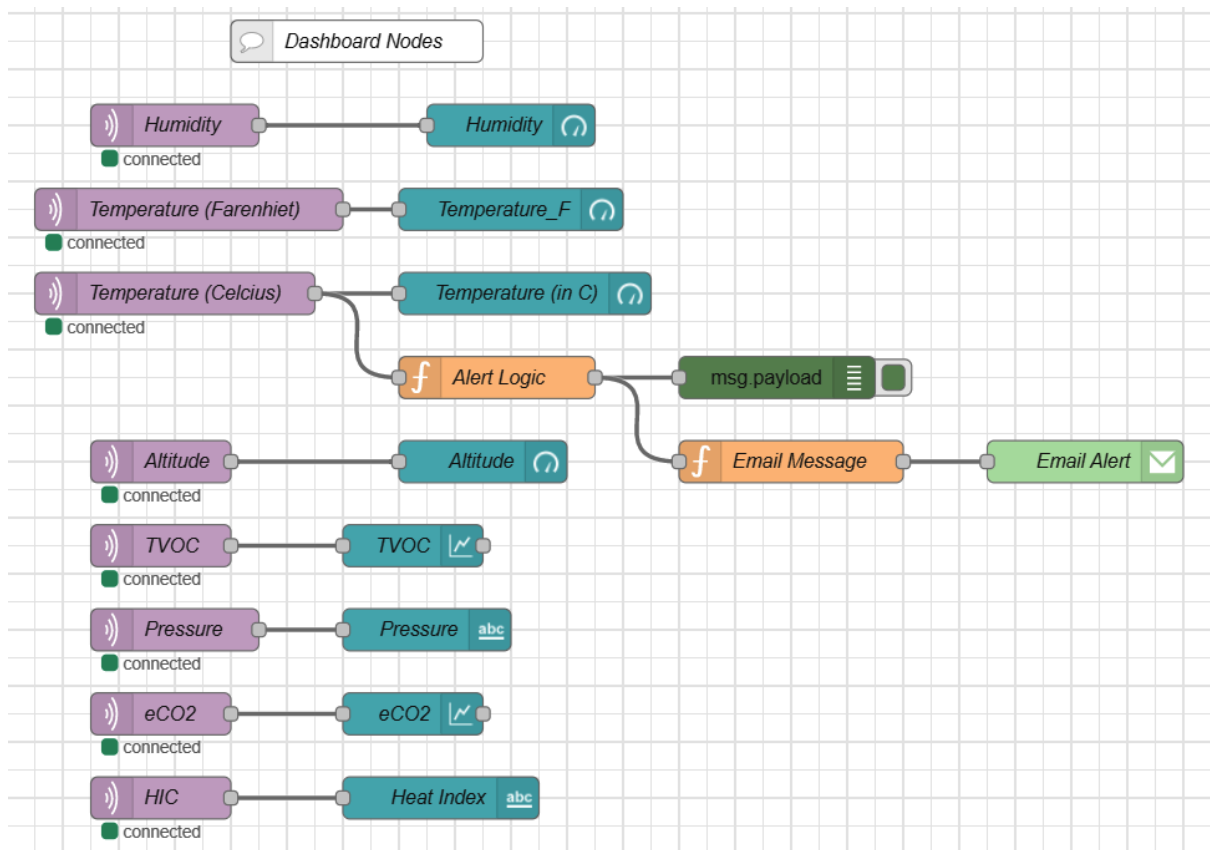 Dashboard Nodes
Humidity
Humidity
connected
Temperature (Farenhiet)
Temperature_F
connected
Temperature (Celcius)
Temperature (in C)
connected
Alert Logic
msg.payload
Altitude
Altitude
Email Message
Email Alert
connected
TVOC
TVOC
connected
Pressure
Pressure
abc
connected
eCO2
eCO2
connected
HIC
Heat Index
abc
connected